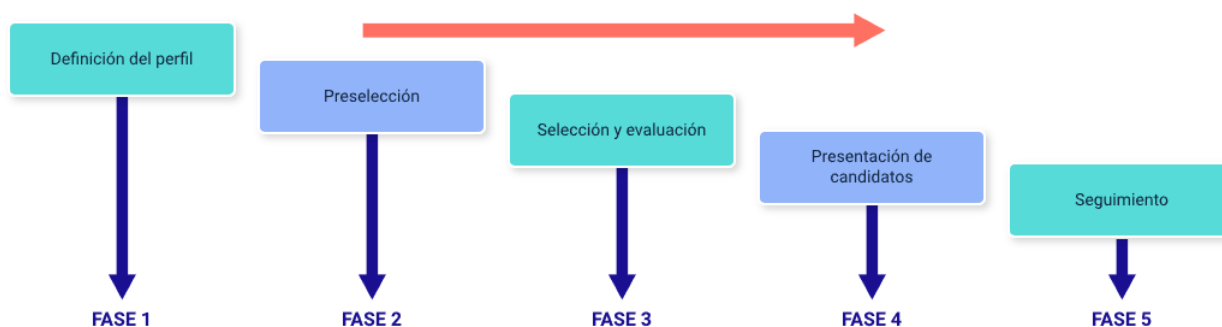 Definición del perfil
Preselección
Selección y evaluación
Presentación de
candidatos
Seguimiento
FASE 1
FASE 2
FASE 3
FASE 4
FASE 5